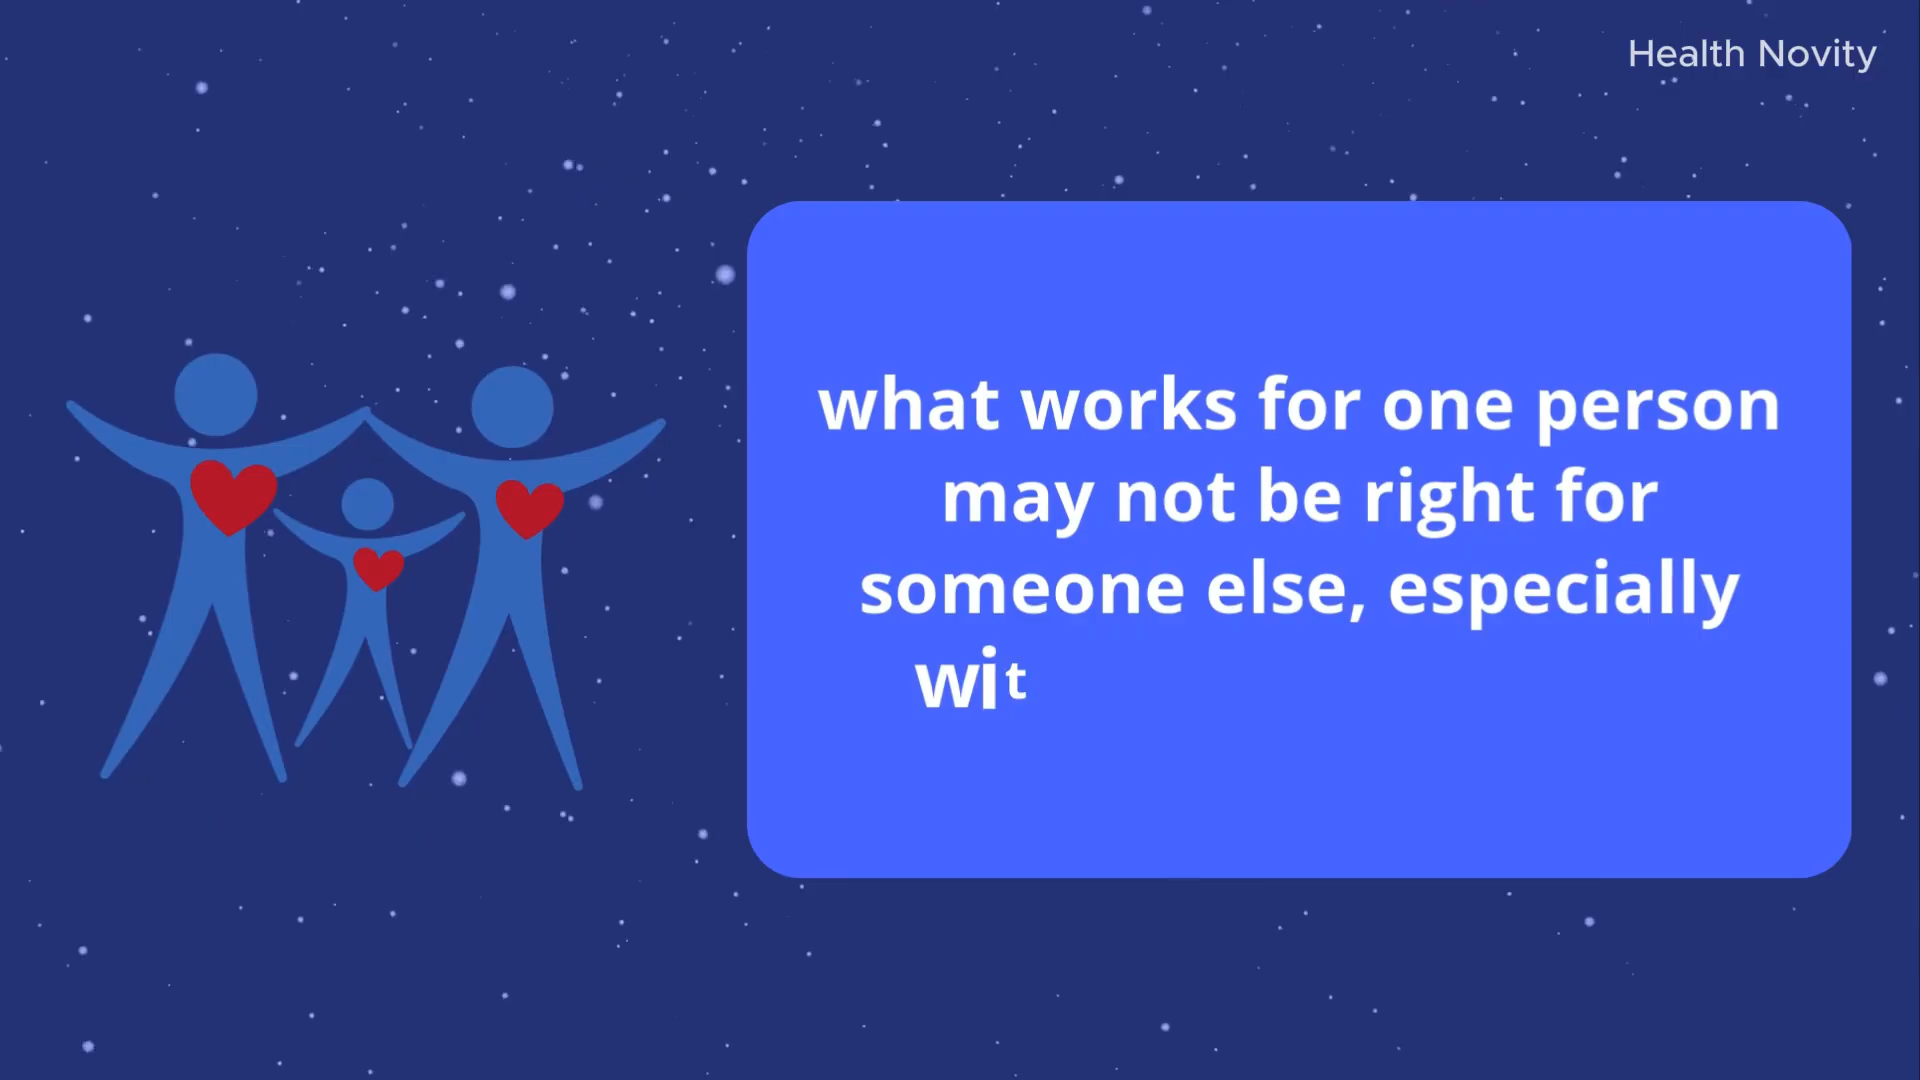 Health Novity
what works for one person
may not be right for
someone else, especially
wit